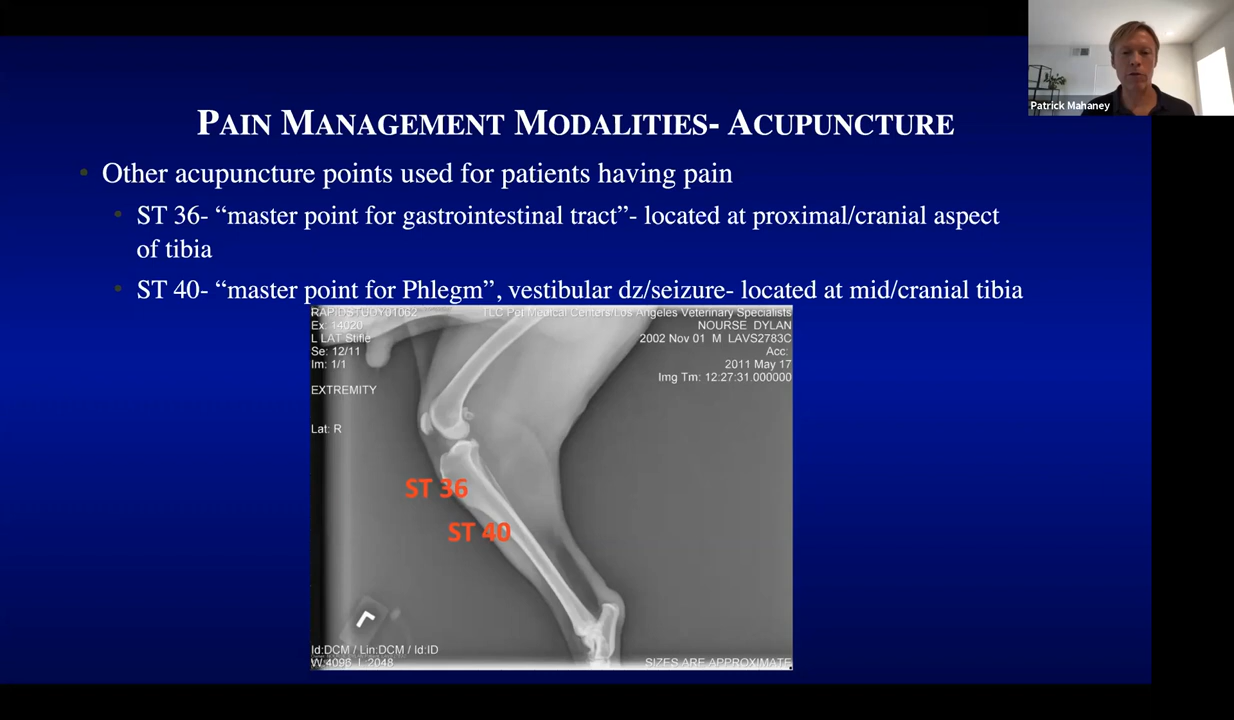 Patrick Mahaney
PAIN MANAGEMENT MODALITIES- ACUPUNCTURE
Other acupuncture points used for patients having pain
ST 36- “master point for gastrointestinal tract”- located at proximal/cranial aspect
of tibia
ST 40- “master point for Phlegm”, vestibular dz/seizure- located at mid/cranial tibia
RAPIDSTUDY01062
TLC Pet Medical Centers/Los Angeles Veterinary Specialists
Ex: 14020
NOURSE DYLAN
L LAT Stifle
2002 Nov 01 M LAVS2783C
Se: 12/11
Acc:
Im: 1/1
2011 May 17
Img Tm: 12:27:31.000000
EXTREMITY
Lat: R
ST 36
ST 40
Id:DCM / Lin:DCM / Id:ID
W:4096 L:2048
SIZES ARE APPROXIMATE